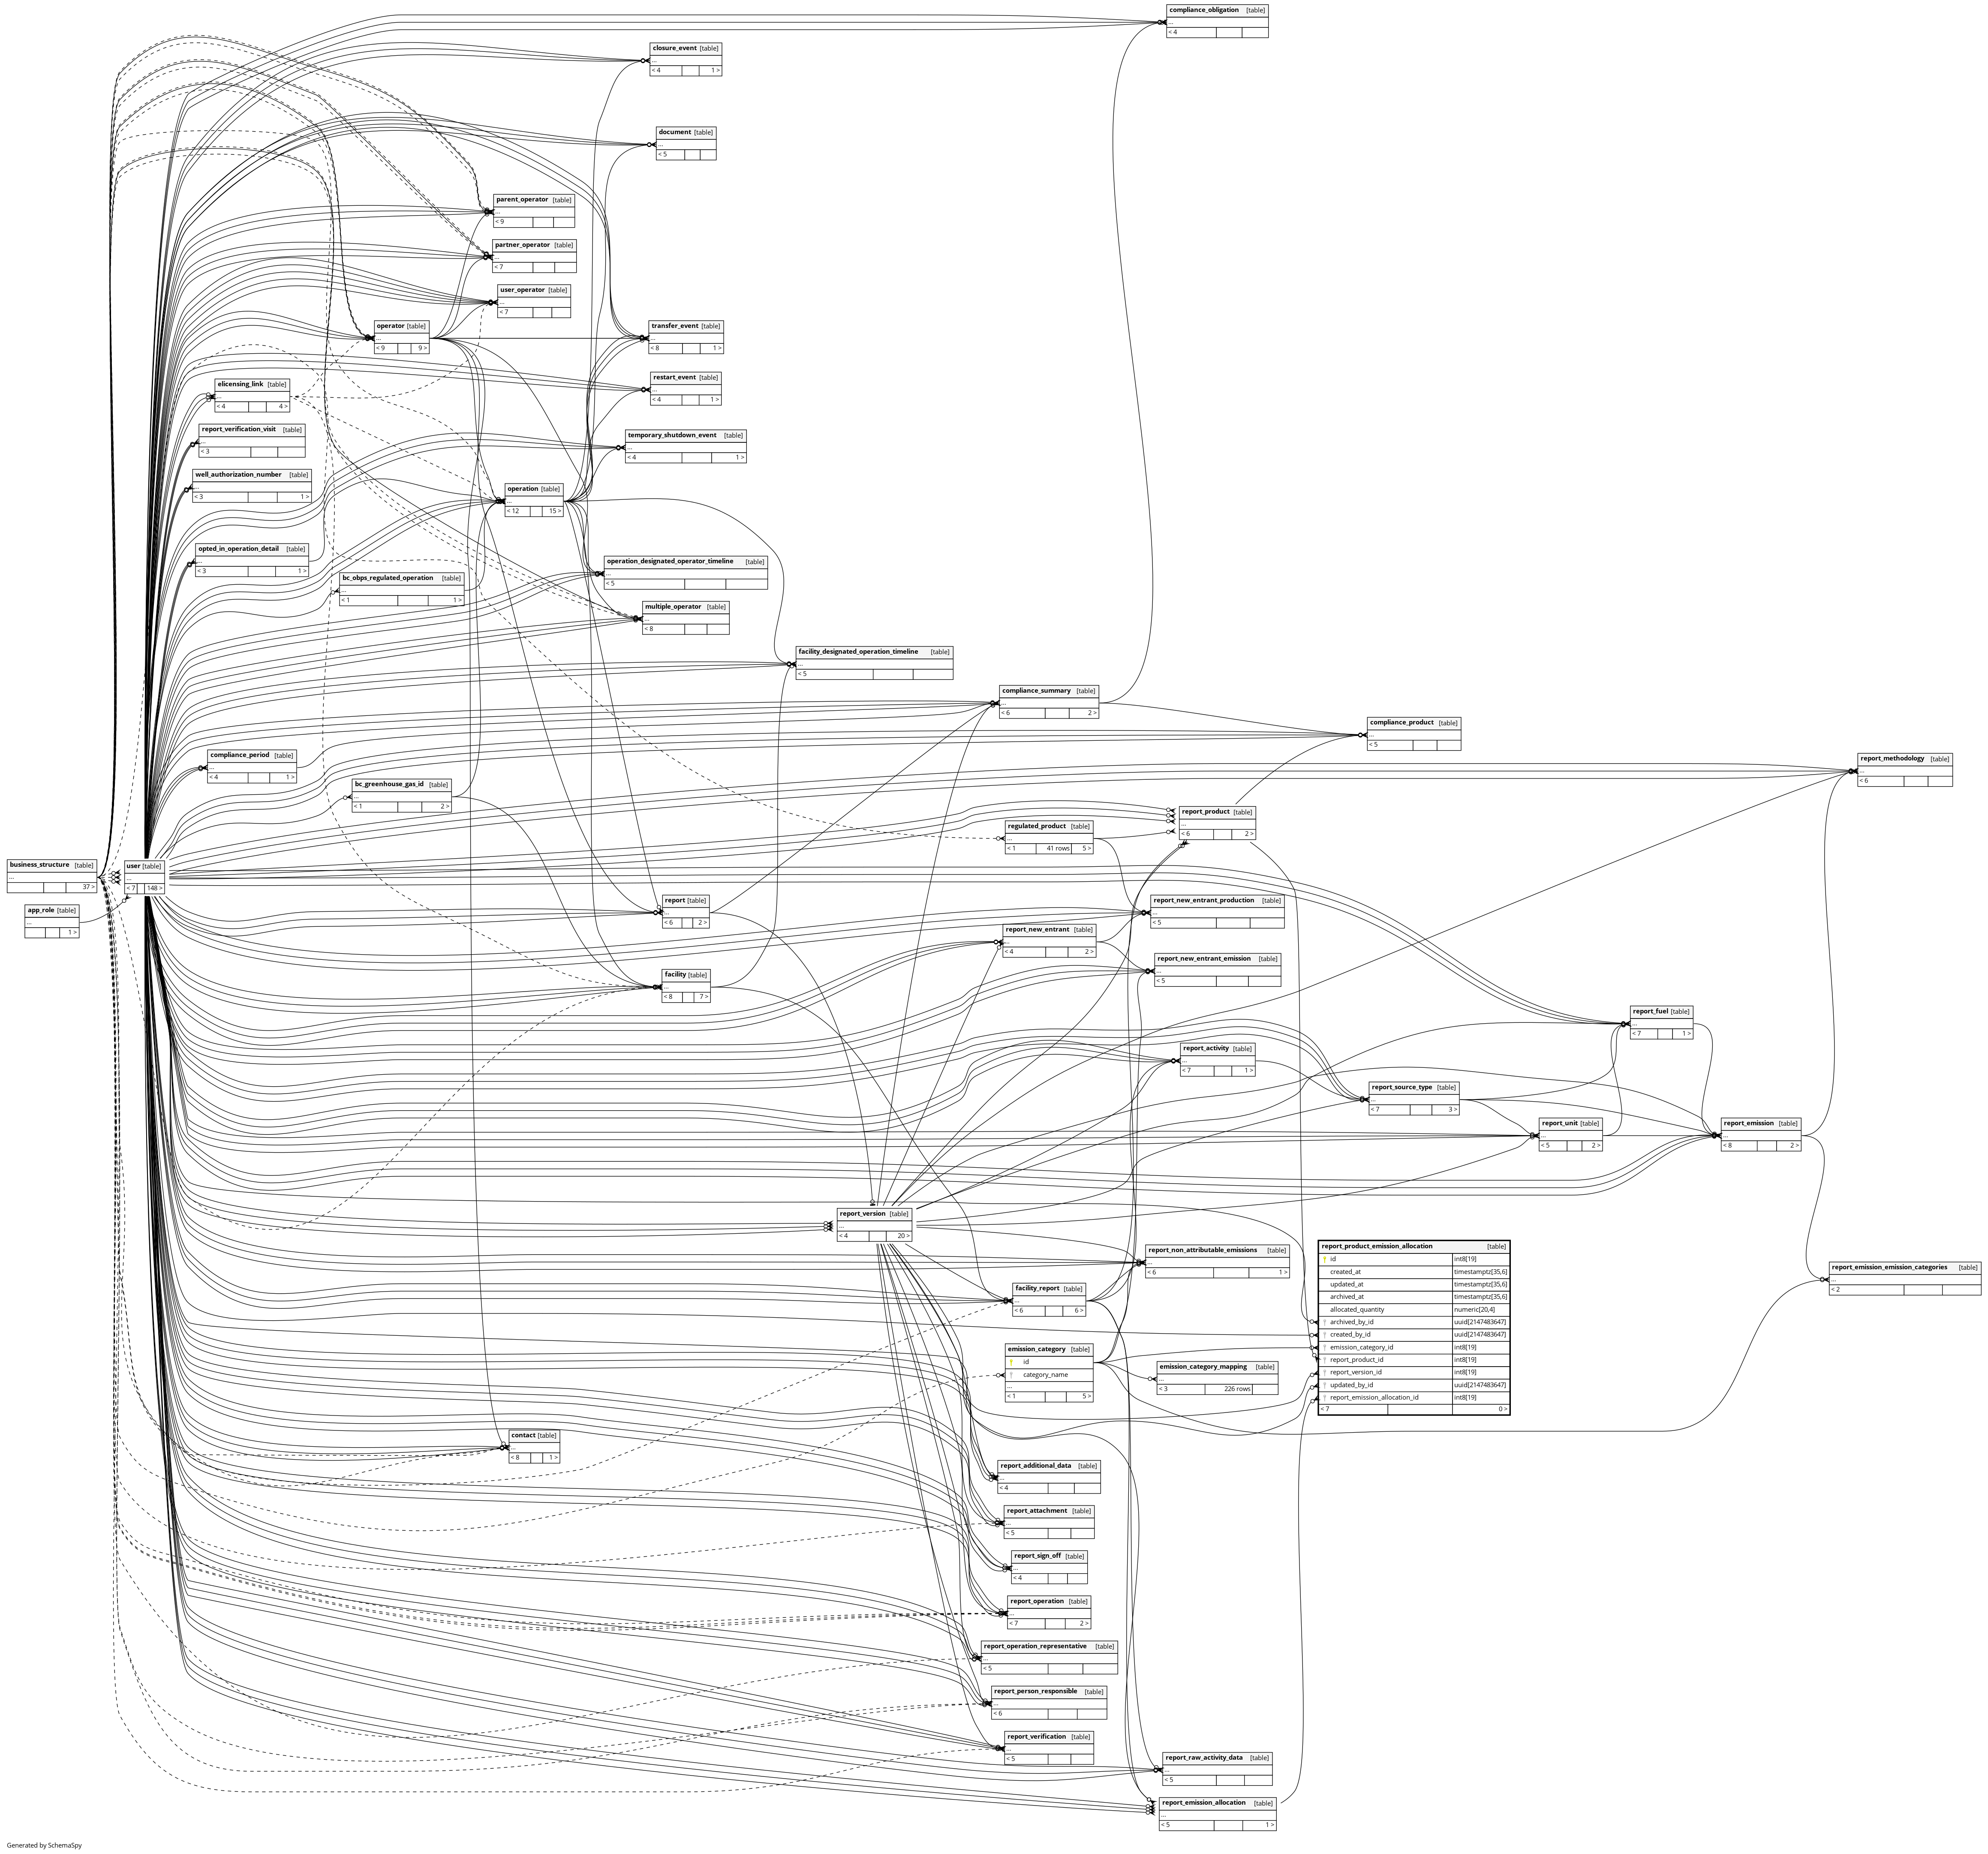 compliance_obligation [table]
...
< 4
closure_event [table]
...
< 4 1 >
document [table]
...
< 5
parent_operator [table]
...
< 9
partner_operator [table]
...
< 7
user_operator [table]
...
< 7
operator [table]
...
< 9 9 >
transfer_event [table]
...
< 8 1 >
restart_event [table]
...
< 4 1 >
elicensing_link [table]
...
< 4 4 >
report_verification_visit [table]
...
< 3
temporary_shutdown_event [table]
...
< 4 1 >
well_authorization_number [table]
...
< 3 1 >
operation [table]
...
< 12 15 >
opted_in_operation_detail [table]
...
< 3 1 >
bc_obps_regulated_operation [table]
...
< 1 1 >
operation_designated_operator_timeline [table]
...
< 5
multiple_operator [table]
...
< 8
facility_designated_operation_timeline [table]
...
< 5
compliance_summary [table]
...
< 6 2 >
compliance_product [table]
...
< 5
compliance_period [table]
...
< 4 1 >
report_methodology [table]
...
< 6
bc_greenhouse_gas_id [table]
...
< 1 2 >
report_product [table]
...
< 6 2 >
regulated_product [table]
...
< 1 41 rows 5 >
business_structure [table]
...
37 >
user [table]
...
< 7 148 >
app_role [table]
...
1 >
report [table]
...
< 6 2 >
report_new_entrant_production [table]
...
< 5
report_new_entrant [table]
...
< 4 2 >
report_new_entrant_emission [table]
...
< 5
facility [table]
...
< 8 7 >
report_fuel [table]
...
< 7 1 >
report_activity [table]
...
< 7 1 >
report_source_type [table]
...
< 7 3 >
report_unit [table]
...
< 5 2 >
report_emission [table]
...
< 8 2 >
report_version [table]
...
< 4 20 >
report_non_attributable_emissions [table]
...
< 6 1 >
report_product_emission_allocation [table]
id int8[19]
created_at timestamptz[35,6]
updated_at timestamptz[35,6]
archived_at timestamptz[35,6]
allocated_quantity numeric[20,4]
archived_by_id uuid[2147483647]
created_by_id uuid[2147483647]
emission_category_id int8[19]
report_product_id int8[19]
report_version_id int8[19]
updated_by_id uuid[2147483647]
report_emission_allocation_id int8[19]
< 7 0 >
report_emission_emission_categories [table]
...
< 2
facility_report [table]
...
< 6 6 >
emission_category [table]
id
category_name
...
< 1 5 >
emission_category_mapping [table]
...
< 3 226 rows
contact [table]
...
< 8 1 >
report_additional_data [table]
...
< 4
report_attachment [table]
...
< 5
report_sign_off [table]
...
< 4
report_operation [table]
...
< 7 2 >
report_operation_representative [table]
...
< 5
report_person_responsible [table]
...
< 6
report_verification [table]
...
< 5
report_raw_activity_data [table]
...
< 5
report_emission_allocation [table]
...
< 5 1 >
Generated by SchemaSpy